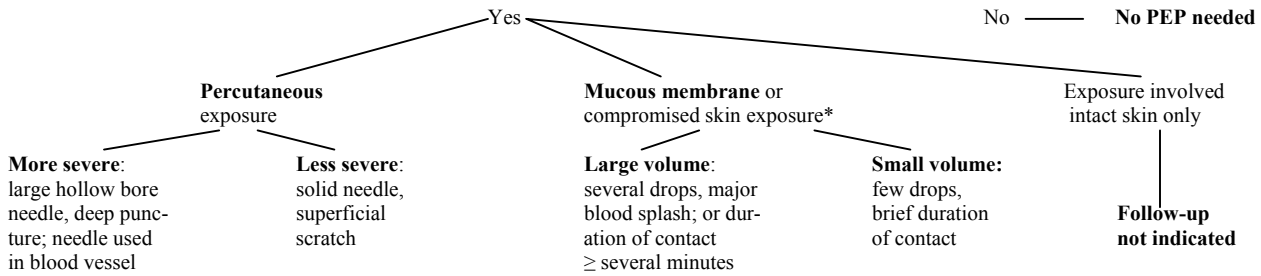 Yes
No
No PEP needed
Percutaneous
exposure
Mucous membrane or
compromised skin exposure*
Exposure involved
intact skin only
More severe:
large hollow bore
needle, deep punc-
ture; needle used
in blood vessel
Less severe:
solid needle,
superficial
scratch
Large volume:
several drops, major
blood splash; or dur-
ation of contact
≥ several minutes
Small volume:
few drops,
brief duration
of contact
Follow-up
not indicated